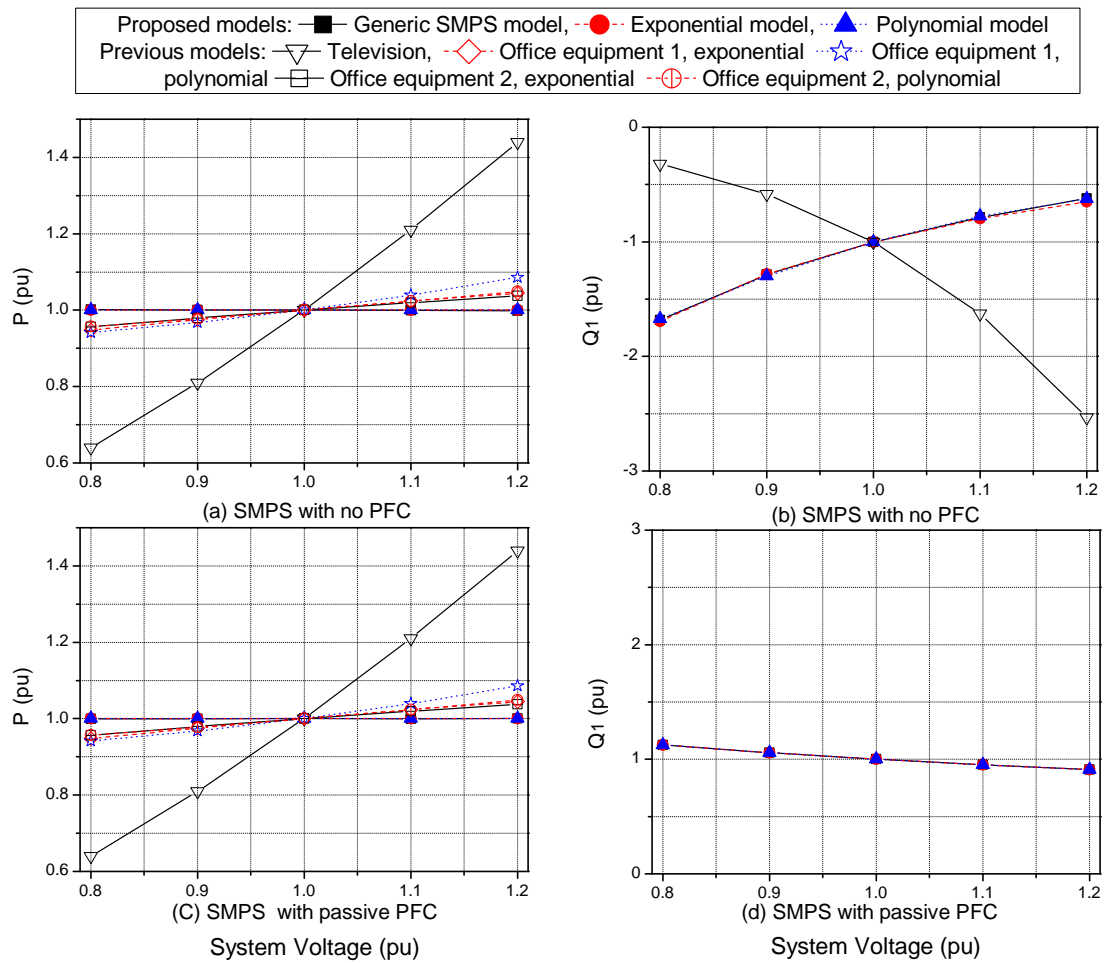 Proposed models: Generic SMPS model, Exponential model, Polynomial model
Previous models: Television, Office equipment 1, exponential Office equipment 1,
polynomial Office equipment 2, exponential Office equipment 2, polynomial
P (pu)
1.4
1.2
1.0
0.8
0.6
0.8 0.9 1.0 1.1 1.2
(a) SMPS with no PFC
Q1 (pu)
0
-1
-2
-3
0.8 0.9 1.0 1.1 1.2
(b) SMPS with no PFC
P (pu)
1.4
1.2
1.0
0.8
0.6
0.8 0.9 1.0 1.1 1.2
(C) SMPS with passive PFC
System Voltage (pu)
Q1 (pu)
3
2
1
0
0.8 0.9 1.0 1.1 1.2
(d) SMPS with passive PFC
System Voltage (pu)